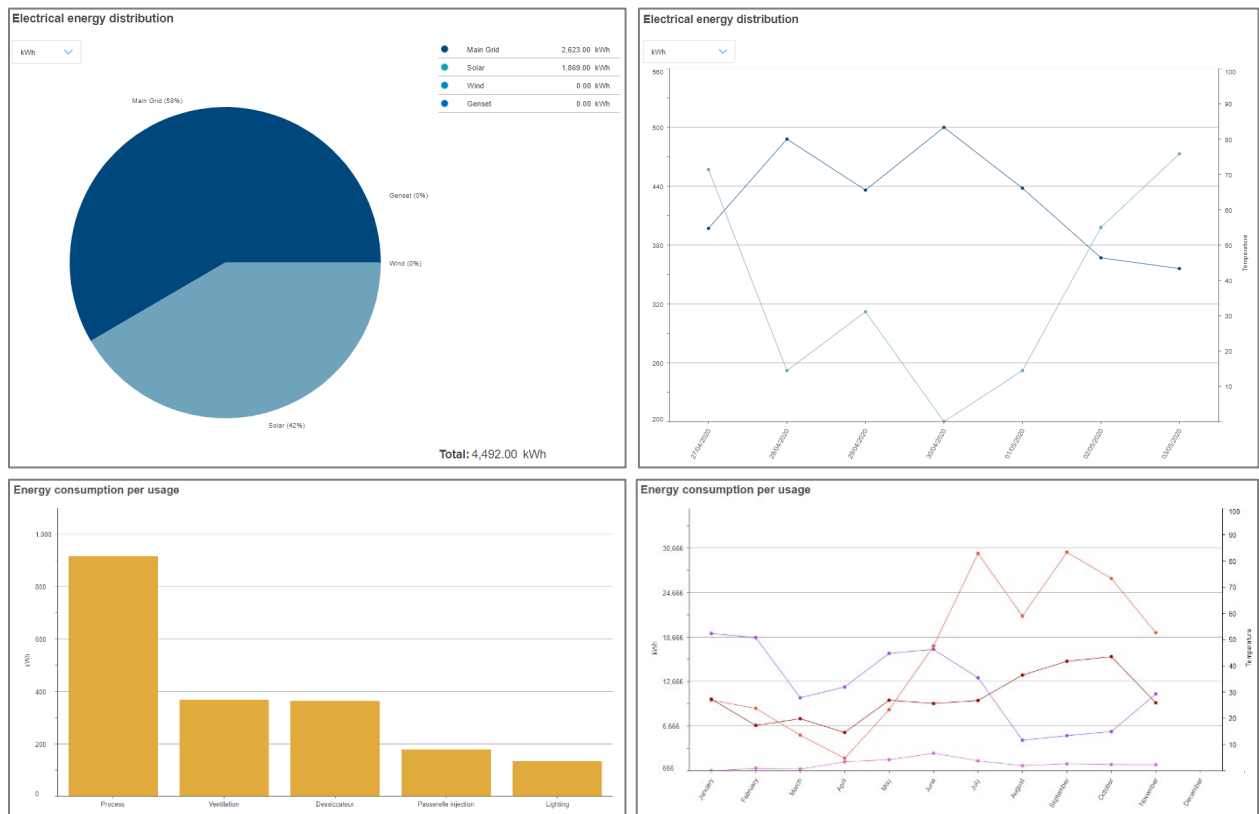 Electrical energy distribution
kWh
Main Grid 2,623.00 kWh
Solar 1,869.00 kWh
Wind 0.00 kWh
Genset 0.00 kWh
Main Grid (58%)
Genset (0%)
Wind (0%)
Solar (42%)
Total: 4,492.00 kWh
Electrical energy distribution
kWh
560
500
440
380
320
260
200
100
90
80
70
60
50
40
30
20
10
Temperature
27/04/2020
28/04/2020
29/04/2020
30/04/2020
01/05/2020
02/05/2020
03/05/2020
Energy consumption per usage
1,000
800
600
400
200
0
kWh
Process
Ventilation
Dessiccateur
Passerelle injection
Lighting
Energy consumption per usage
30,666
24,666
18,666
12,666
6,666
666
kWh
100
90
80
70
60
50
40
30
20
10
Temperatura
January
February
March
April
May
June
July
August
September
October
November
December